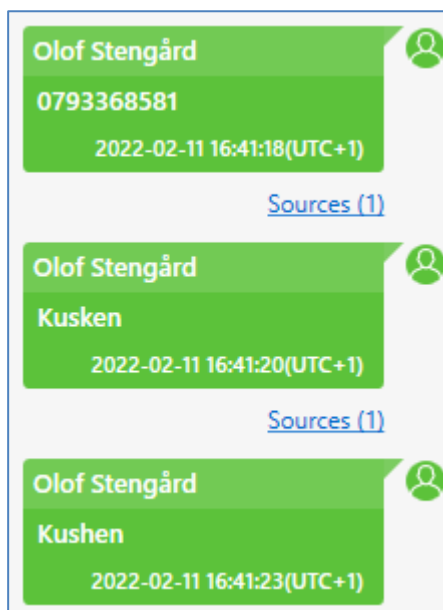 Olof Stengård
0793368581
2022-02-11 16:41:18(UTC+1)
Sources (1)
Olof Stengård
Kusken
2022-02-11 16:41:20(UTC+1)
Sources (1)
Olof Stengård
Kushen
2022-02-11 16:41:23(UTC+1)